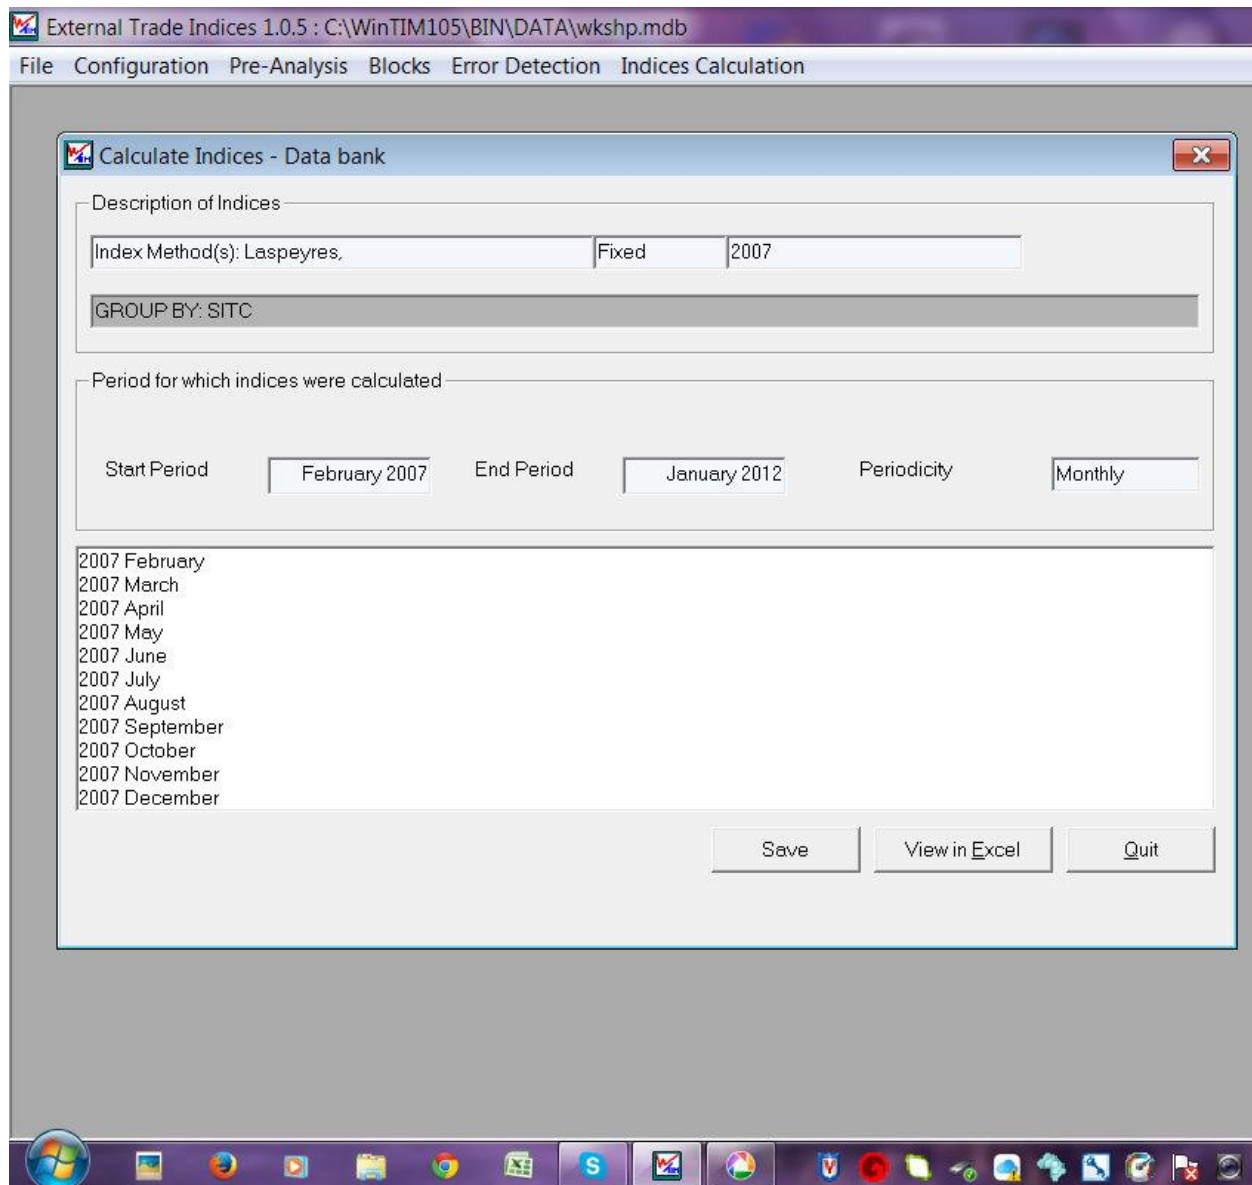 External Trade Indices 1.0.5 : C:\WinTIM105\BIN\DATA\wkshp.mdb
File Configuration Pre-Analysis Blocks Error Detection Indices Calculation
Calculate Indices - Data bank
Description of Indices
Index Method(s): Laspeyres, Fixed 2007
GROUP BY: SITC
Period for which indices were calculated
Start Period February 2007 End Period January 2012 Periodicity Monthly
2007 February
2007 March
2007 April
2007 May
2007 June
2007 July
2007 August
2007 September
2007 October
2007 November
2007 December
Save View in Excel Quit